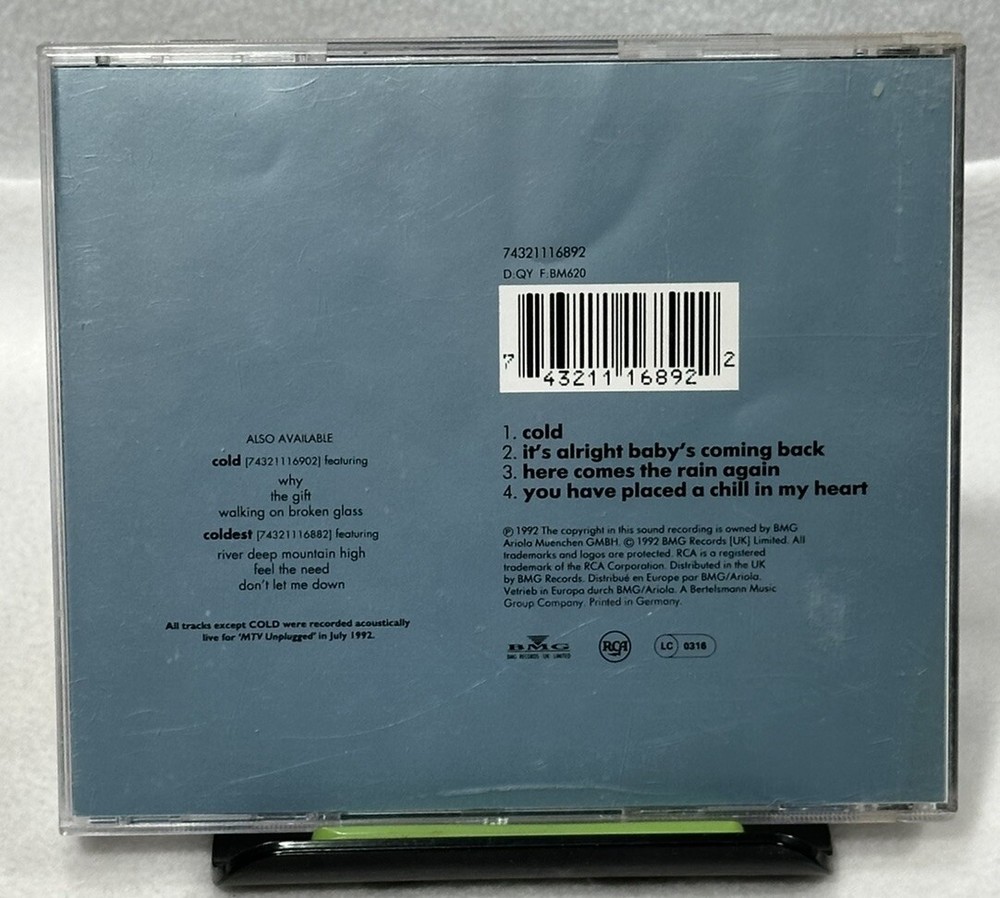 74321116892
D:QY F:BM620
7 43211 16892 2
ALSO AVAILABLE
cold [74321116902] featuring
why
the gift
walking on broken glass
coldest [74321116882] featuring
river deep mountain high
feel the need
don't let me down
All tracks except COLD were recorded acoustically
live for 'MTV Unplugged' in July 1992.
1. cold
2. it's alright baby's coming back
3. here comes the rain again
4. you have placed a chill in my heart
℗ 1992 The copyright in this sound recording is owned by BMG
Ariola Muenchen GMBH. © 1992 BMG Records [UK] Limited. All
trademarks and logos are protected. RCA is a registered
trademark of the RCA Corporation. Distributed in the UK
by BMG Records. Distribué en Europe par BMG/Ariola.
Vetrieb in Europa durch BMG/Ariola. A Bertelsmann Music
Group Company. Printed in Germany.
BMG
BMG RECORDS UK LIMITED
RCA
LC 0316